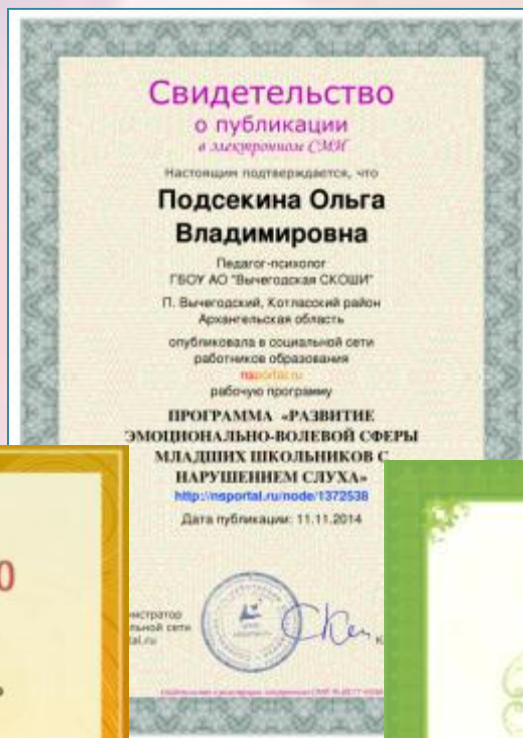 Свидетельство
о публикации
в электронном СМИ
Настоящим подтверждается, что
Подсекина Ольга
Владимировна
Педагог-психолог
ГБОУ АО "Вычегодская СКОШИ"
П. Вычегодский, Котласский район
Архангельская область
опубликовала в социальной сети
работников образования
nsportal.ru
рабочую программу
ПРОГРАММА «РАЗВИТИЕ
ЭМОЦИОНАЛЬНО-ВОЛЕВОЙ СФЕРЫ
МЛАДШИХ ШКОЛЬНИКОВ С
НАРУШЕНИЕМ СЛУХА»
http://nsportal.ru/node/1372538
Дата публикации: 11.11.2014